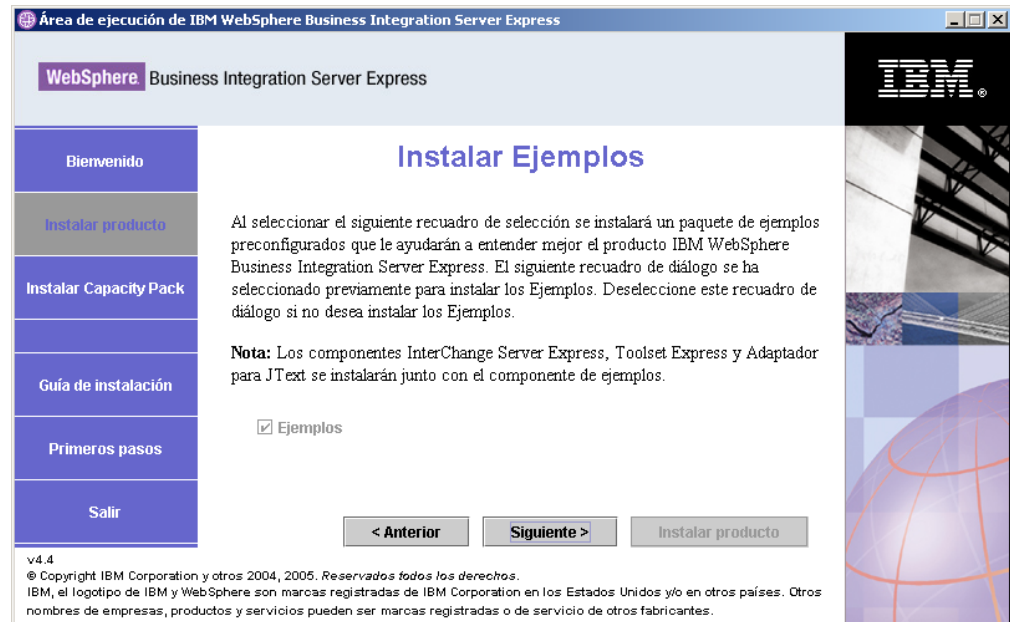 Área de ejecución de IBM WebSphere Business Integration Server Express
WebSphere. Business Integration Server Express
IBM®
Bienvenido
Instalar producto
Instalar Capacity Pack
Guía de instalación
Primeros pasos
Salir
Instalar Ejemplos
Al seleccionar el siguiente recuadro de selección se instalará un paquete de ejemplos
preconfigurados que le ayudarán a entender mejor el producto IBM WebSphere
Business Integration Server Express. El siguiente recuadro de diálogo se ha
seleccionado previamente para instalar los Ejemplos. Deseleccione este recuadro de
diálogo si no desea instalar los Ejemplos.
Nota: Los componentes InterChange Server Express, Toolset Express y Adaptador
para JText se instalarán junto con el componente de ejemplos.
Ejemplos
< Anterior
Siguiente >
Instalar producto
v4.4
© Copyright IBM Corporation y otros 2004, 2005. Reservados todos los derechos.
IBM, el logotipo de IBM y WebSphere son marcas registradas de IBM Corporation en los Estados Unidos y/o en otros países. Otros
nombres de empresas, productos y servicios pueden ser marcas registradas o de servicio de otros fabricantes.